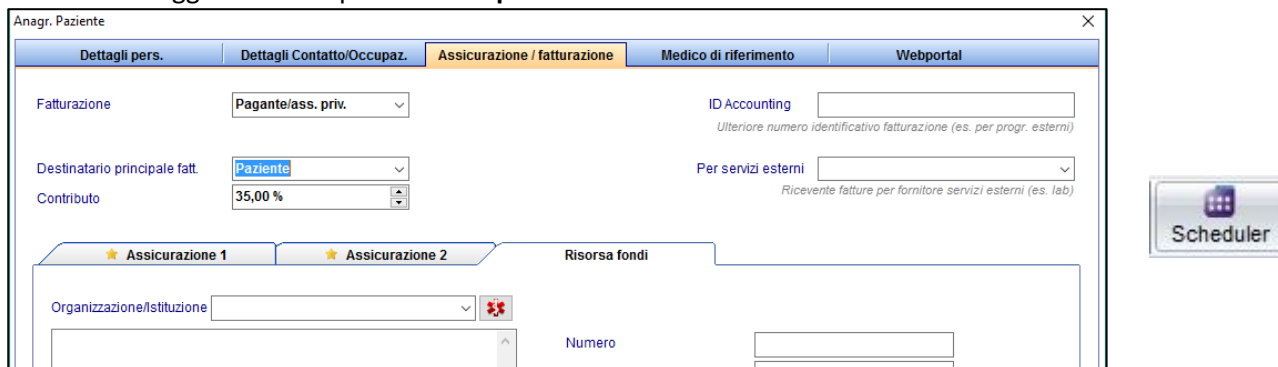 Anagr. Paziente
Dettagli pers. Dettagli Contatto/Occupaz. Assicurazione / fatturazione Medico di riferimento Webportal
Fatturazione Pagante/ass. priv. ID Accounting
Ulteriore numero identificativo fatturazione (es. per progr. esterni)
Destinatario principale fatt. Paziente Per servizi esterni
Contributo 35,00 % Ricevente fatture per fornitore servizi esterni (es. lab)
Scheduler
Assicurazione 1 Assicurazione 2 Risorsa fondi
Organizzazione/Istituzione
Numero